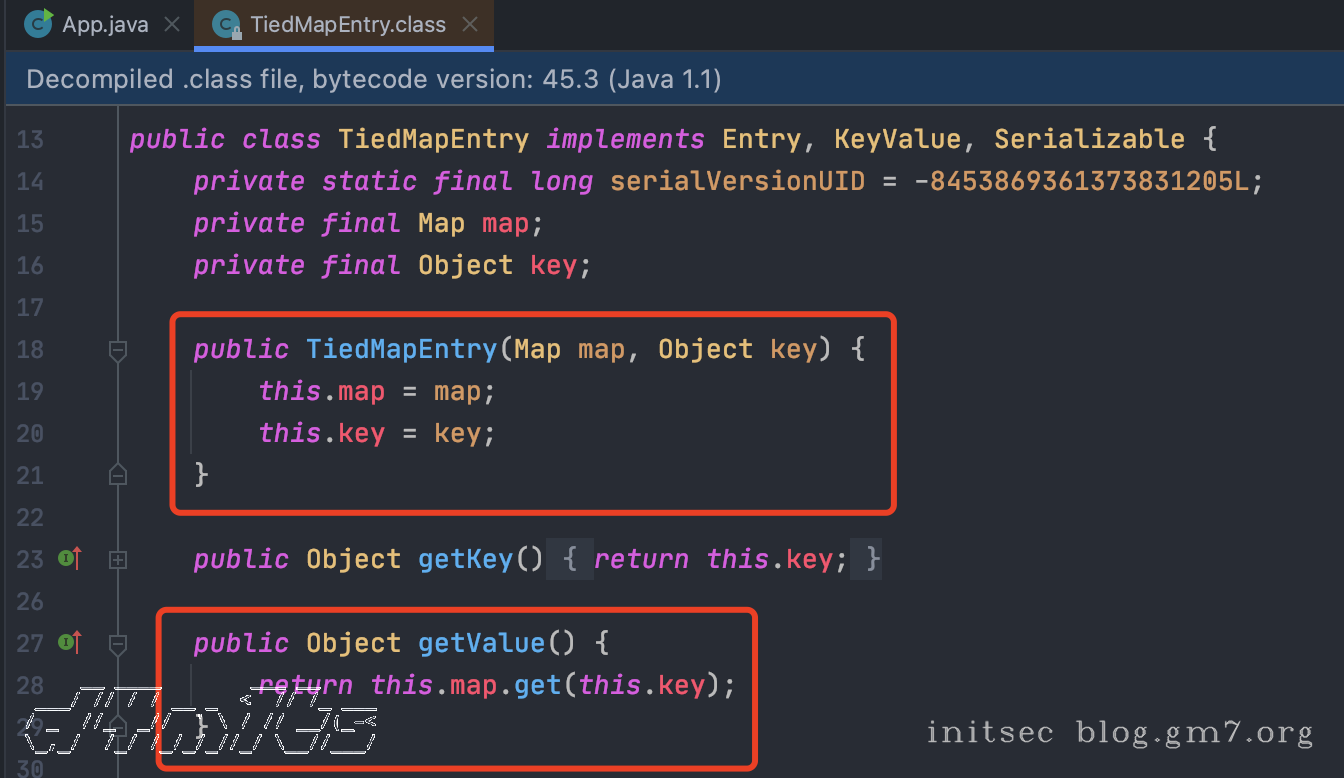 App.java TiedMapEntry.class
Decompiled .class file, bytecode version: 45.3 (Java 1.1)
13 public class TiedMapEntry implements Entry, KeyValue, Serializable {
14 private static final long serialVersionUID = -8453869361373831205L;
15 private final Map map;
16 private final Object key;
17
18 public TiedMapEntry(Map map, Object key) {
19 this.map = map;
20 this.key = key;
21 }
22
23 public Object getKey() { return this.key; }
26
27 public Object getValue() {
28 return this.map.get(this.key);
29 }
30
initsec blog.gm7.org